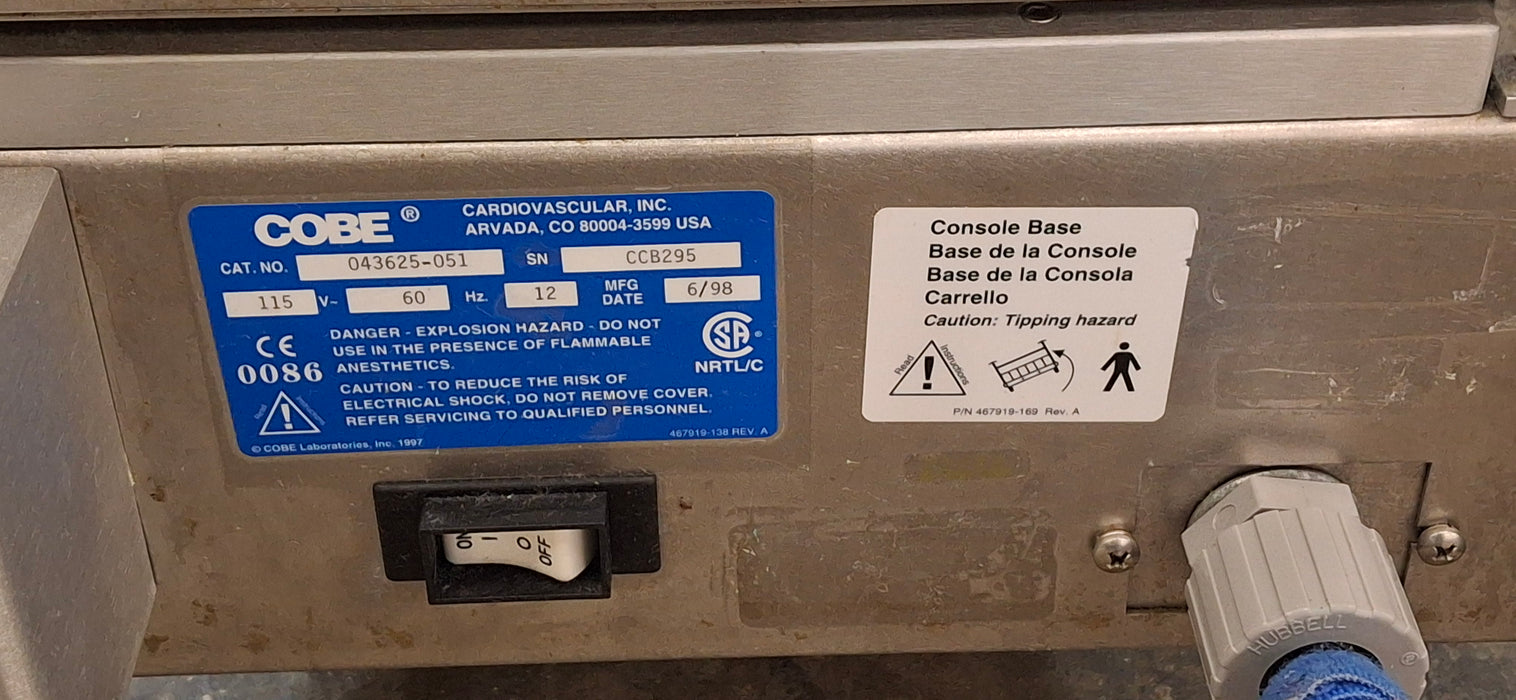 COBE ®
CARDIOVASCULAR, INC.
ARVADA, CO 80004-3599 USA
CAT. NO. 043625-051 SN CCB295
115 V~ 60 Hz. 12 MFG DATE 6/98
CE
0086
DANGER - EXPLOSION HAZARD - DO NOT
USE IN THE PRESENCE OF FLAMMABLE
ANESTHETICS.
SA ®
NRTL/C
Read Instructions
!
CAUTION - TO REDUCE THE RISK OF
ELECTRICAL SHOCK, DO NOT REMOVE COVER.
REFER SERVICING TO QUALIFIED PERSONNEL.
© COBE Laboratories, Inc. 1997
467919-138 REV. A
Console Base
Base de la Console
Base de la Consola
Carrello
Caution: Tipping hazard
Read Instructions
!
P/N 467919-169 Rev. A
ON I O OFF
HUBBELL ®